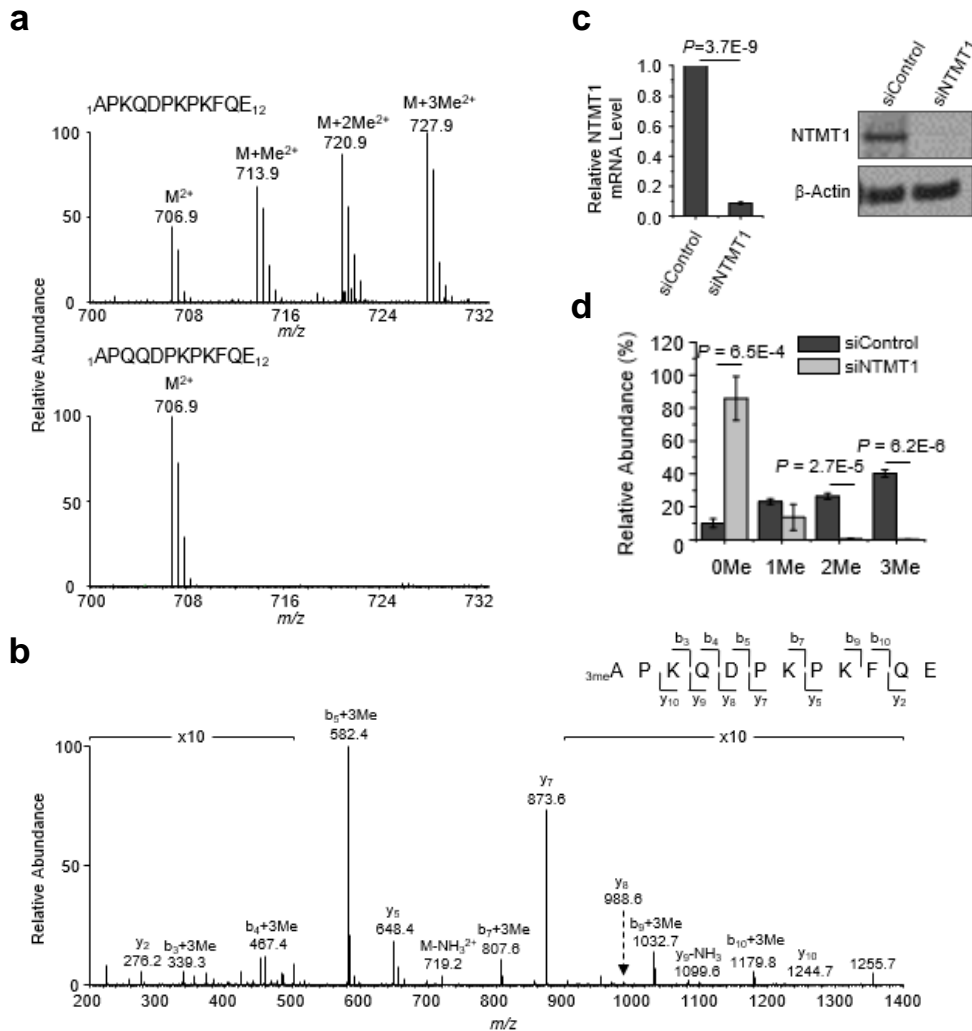 a
₁APKQDPKPKFQE₁₂
M+3Me²⁺
727.9
M+2Me²⁺
720.9
M+Me²⁺
713.9
M²⁺
706.9
100
50
0
700 708 716 724 732
m/z
₁APQQDPKPKFQE₁₂
M²⁺
706.9
100
50
0
700 708 716 724 732
m/z
Relative Abundance
c
P=3.7E-9
Relative NTMT1
mRNA Level
1.0
0.8
0.6
0.4
0.2
0.0
siControl
siNTMT1
siControl
siNTMT1
NTMT1
β-Actin
d
siControl
siNTMT1
P = 6.5E-4
P = 2.7E-5
P = 6.2E-6
Relative Abundance (%)
120
100
80
60
40
20
0
0Me 1Me 2Me 3Me
b
b₃ b₄ b₅ b₇ b₉ b₁₀
₃ₘₑA P K Q D P K P K F Q E
y₁₀ y₉ y₈ y₇ y₅ y₂
x10
x10
Relative Abundance
100
50
0
y₂
276.2
b₃+3Me
339.3
b₄+3Me
467.4
b₅+3Me
582.4
y₅
648.4
M-NH₃²⁺
719.2
b₇+3Me
807.6
y₇
873.6
y₈
988.6
b₉+3Me
1032.7
y₉-NH₃
1099.6
b₁₀+3Me
1179.8
y₁₀
1244.7
1255.7
200 300 400 500 600 700 800 900 1000 1100 1200 1300 1400
m/z